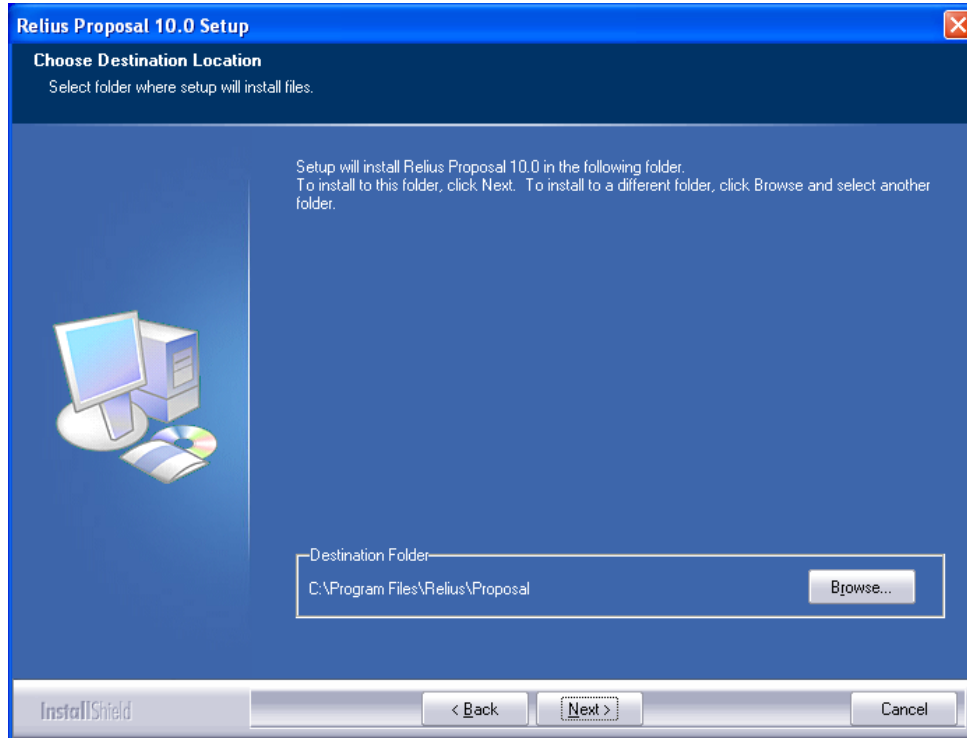 Relius Proposal 10.0 Setup
Choose Destination Location
Select folder where setup will install files.
Setup will install Relius Proposal 10.0 in the following folder.
To install to this folder, click Next.  To install to a different folder, click Browse and select another
folder.
Destination Folder
C:\Program Files\Relius\Proposal
Browse...
InstallShield
< Back
Next >
Cancel